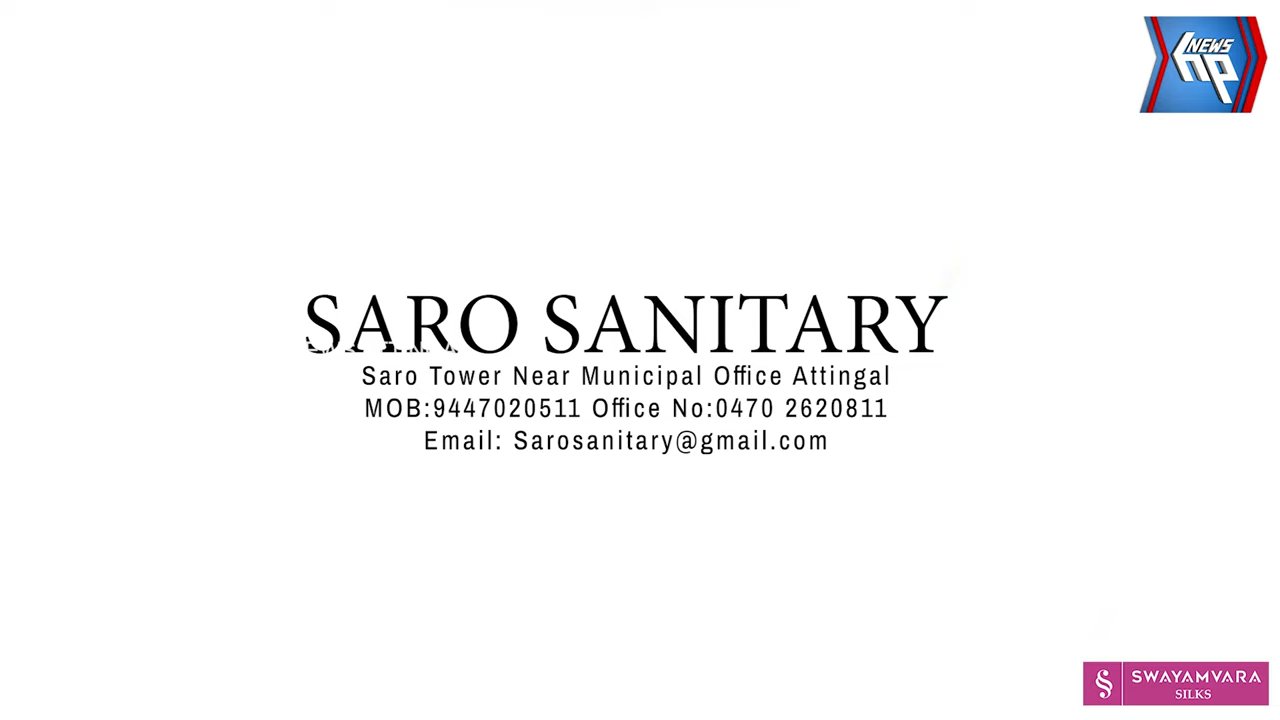 NEWS
SARO SANITARY
Saro Tower Near Municipal Office Attingal
MOB:9447020511 Office No:0470 2620811
Email: Sarosanitary@gmail.com
SWAYAMVARA
SILKS